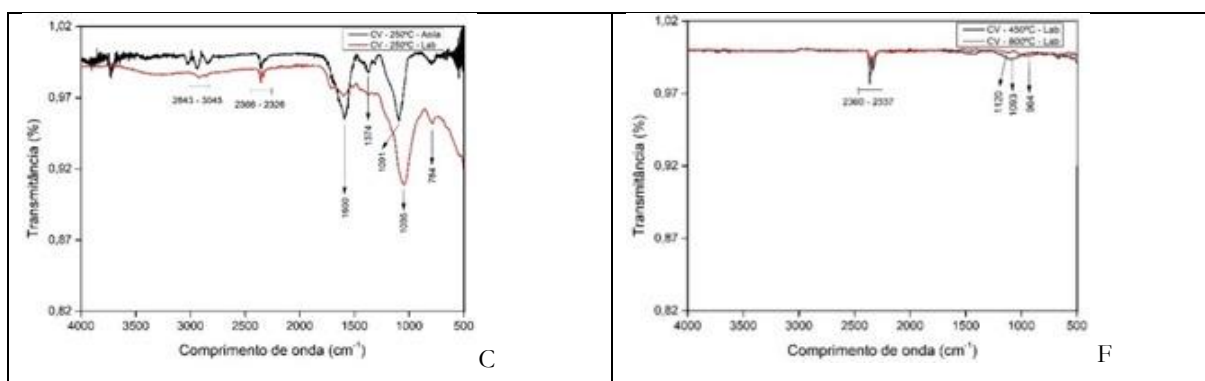 1,02
CV - 250ºC - Asila
CV - 250ºC - Lab
0,97
2843 - 3045
2366 - 2326
1374
1091
784
1600
1035
0,92
0,87
0,82
4000
3500
3000
2500
2000
1500
1000
500
Transmitância (%)
Comprimento de onda (cm⁻¹)
C
1,02
CV - 450ºC - Lab
CV - 600ºC - Lab
0,97
2360 - 2337
1120
1093
964
0,92
0,87
0,82
4000
3500
3000
2500
2000
1500
1000
500
Transmitância (%)
Comprimento de onda (cm⁻¹)
F